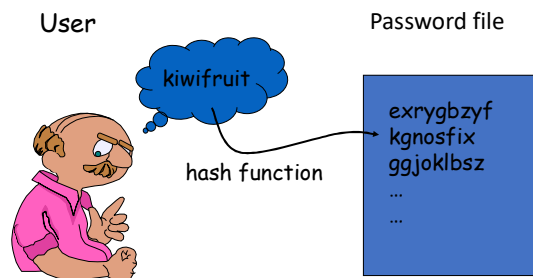 User
Password file
kiwifruit
exrygbzyf
kgnosfix
ggjoklbsz
…
…
hash function